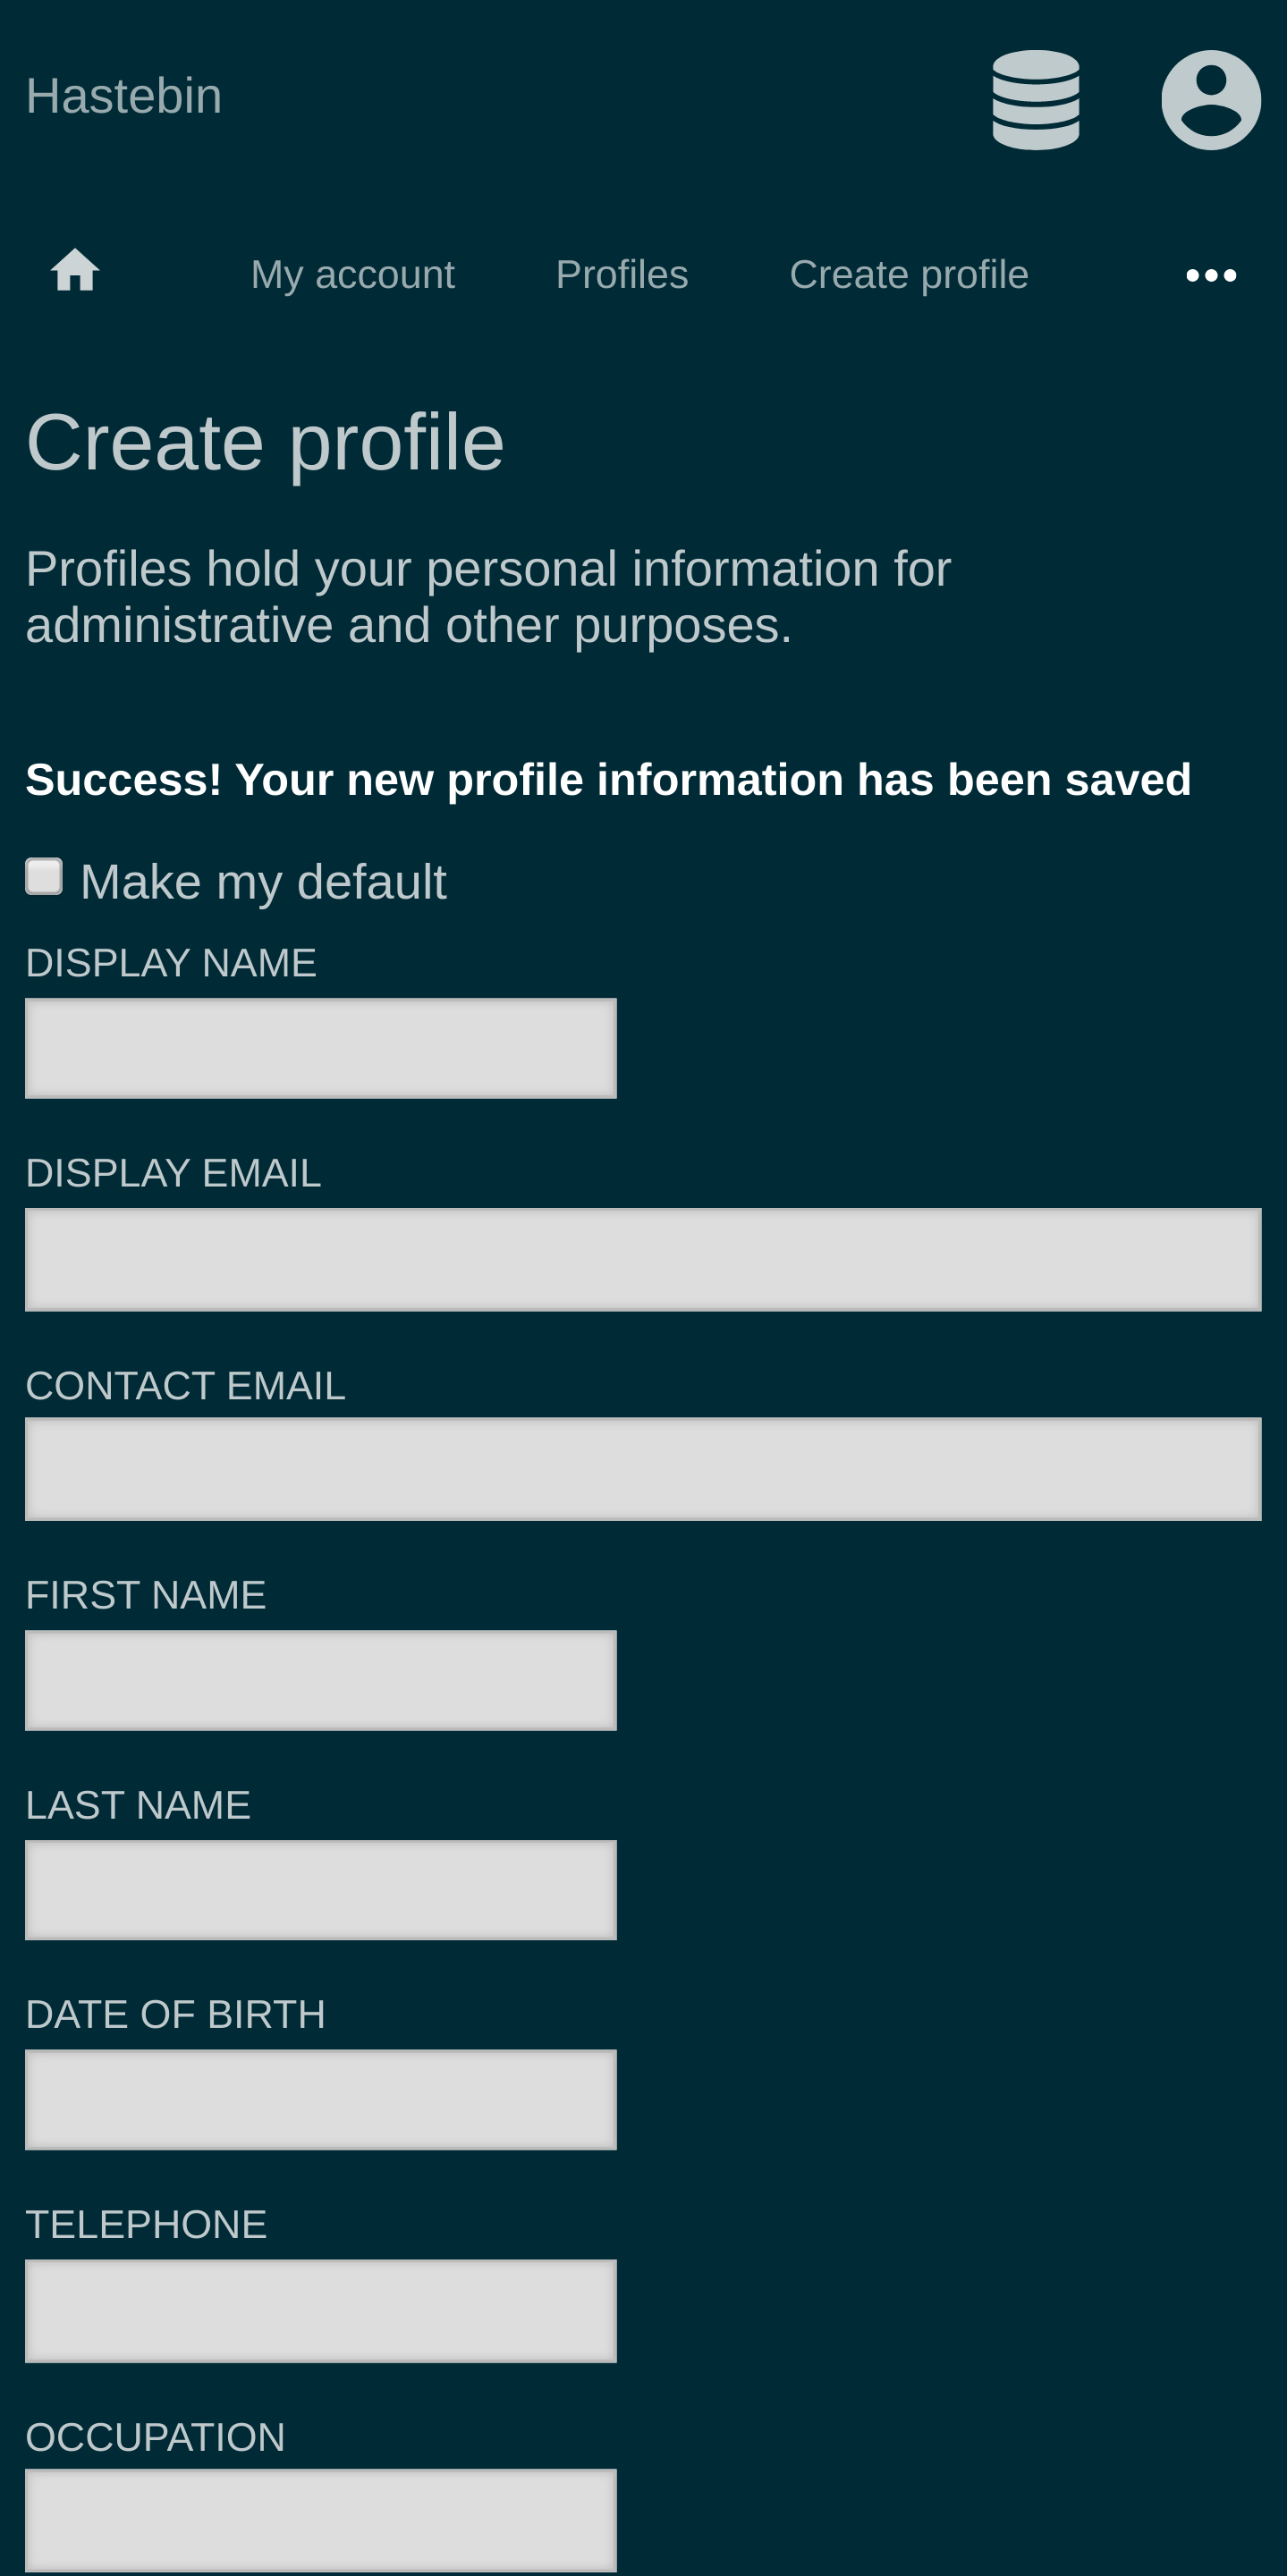 Hastebin
My account Profiles Create profile
Create profile
Profiles hold your personal information for
administrative and other purposes.
Success! Your new profile information has been saved
Make my default
DISPLAY NAME
DISPLAY EMAIL
CONTACT EMAIL
FIRST NAME
LAST NAME
DATE OF BIRTH
TELEPHONE
OCCUPATION